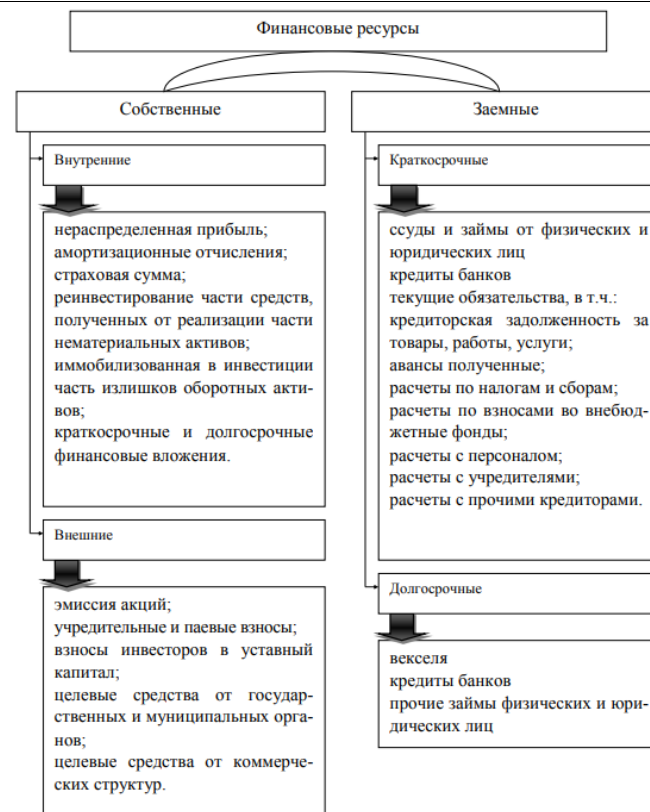 Финансовые ресурсы
Собственные
Внутренние
нераспределенная прибыль;
амортизационные отчисления;
страховая сумма;
реинвестирование части средств,
полученных от реализации части
нематериальных активов;
иммобилизованная в инвестиции
часть излишков оборотных акти-
вов;
краткосрочные и долгосрочные
финансовые вложения.
Внешние
эмиссия акций;
учредительные и паевые взносы;
взносы инвесторов в уставный
капитал;
целевые средства от государ-
ственных и муниципальных орга-
нов;
целевые средства от коммерче-
ских структур.
Заемные
Краткосрочные
ссуды и займы от физических и
юридических лиц
кредиты банков
текущие обязательства, в т.ч.:
кредиторская задолженность за
товары, работы, услуги;
авансы полученные;
расчеты по налогам и сборам;
расчеты по взносами во внебюд-
жетные фонды;
расчеты с персоналом;
расчеты с учредителями;
расчеты с прочими кредиторами.
Долгосрочные
векселя
кредиты банков
прочие займы физических и юри-
дических лиц